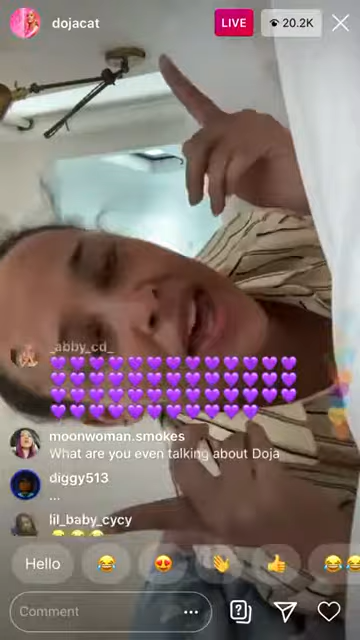 dojacat
LIVE
20.2K
_abby_cd_
💜💜💜💜💜💜💜💜💜💜💜💜💜
💜💜💜💜💜💜💜💜💜💜💜💜💜
💜💜💜💜💜💜💜💜💜💜💜💜💜
💜💜💜💜💜💜💜💜💜💜💜
moonwoman.smokes
What are you even talking about Doja
diggy513
...
lil_baby_cycy
😂😂😂
Hello 😂 😍 👋 👍 😂😂
Comment